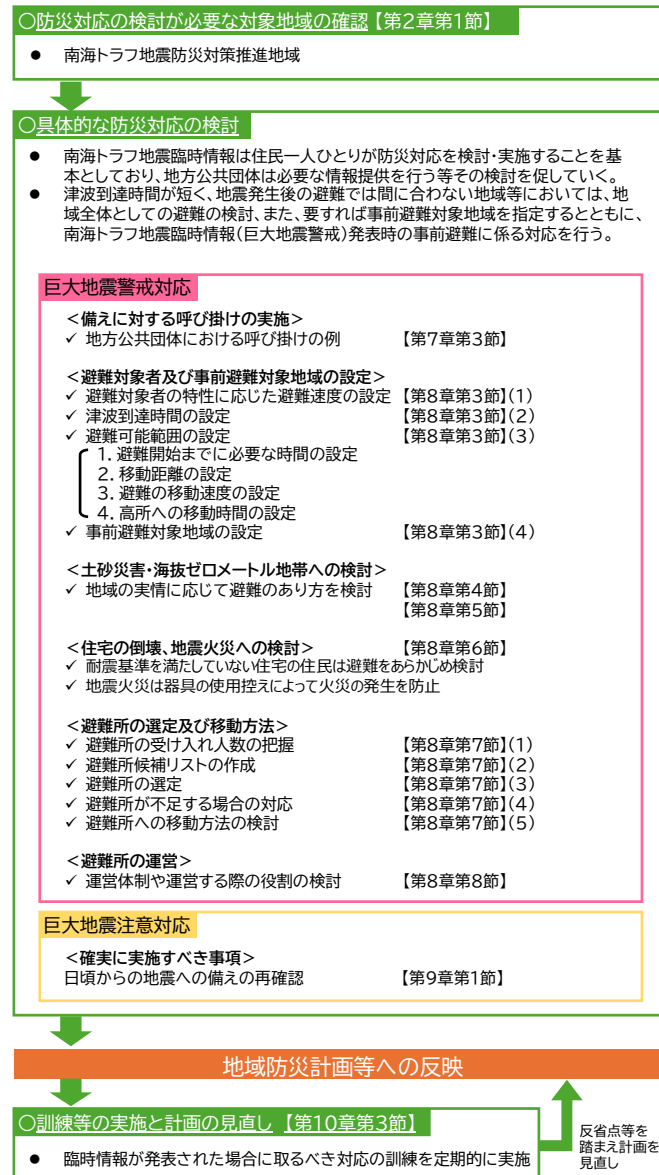 ○防災対応の検討が必要な対象地域の確認【第2章第1節】
● 南海トラフ地震防災対策推進地域
○具体的な防災対応の検討
● 南海トラフ地震臨時情報は住民一人ひとりが防災対応を検討・実施することを基
本としており、地方公共団体は必要な情報提供を行う等その検討を促していく。
● 津波到達時間が短く、地震発生後の避難では間に合わない地域等においては、地
域全体としての避難の検討、また、要すれば事前避難対象地域を指定するとともに、
南海トラフ地震臨時情報(巨大地震警戒)発表時の事前避難に係る対応を行う。
巨大地震警戒対応
<備えに対する呼び掛けの実施>
✓ 地方公共団体における呼び掛けの例 【第7章第3節】
<避難対象者及び事前避難対象地域の設定>
✓ 避難対象者の特性に応じた避難速度の設定 【第8章第3節】(1)
✓ 津波到達時間の設定 【第8章第3節】(2)
✓ 避難可能範囲の設定 【第8章第3節】(3)
1. 避難開始までに必要な時間の設定
2. 移動距離の設定
3. 避難の移動速度の設定
4. 高所への移動時間の設定
✓ 事前避難対象地域の設定 【第8章第3節】(4)
<土砂災害・海抜ゼロメートル地帯への検討>
✓ 地域の実情に応じて避難のあり方を検討 【第8章第4節】
【第8章第5節】
<住宅の倒壊、地震火災への検討> 【第8章第6節】
✓ 耐震基準を満たしていない住宅の住民は避難をあらかじめ検討
✓ 地震火災は器具の使用控えによって火災の発生を防止
<避難所の選定及び移動方法>
✓ 避難所の受け入れ人数の把握 【第8章第7節】(1)
✓ 避難所候補リストの作成 【第8章第7節】(2)
✓ 避難所の選定 【第8章第7節】(3)
✓ 避難所が不足する場合の対応 【第8章第7節】(4)
✓ 避難所への移動方法の検討 【第8章第7節】(5)
<避難所の運営>
✓ 運営体制や運営する際の役割の検討 【第8章第8節】
巨大地震注意対応
<確実に実施すべき事項>
日頃からの地震への備えの再確認 【第9章第1節】
地域防災計画等への反映
○訓練等の実施と計画の見直し 【第10章第3節】
● 臨時情報が発表された場合に取るべき対応の訓練を定期的に実施
反省点等を
踏まえ計画を
見直し